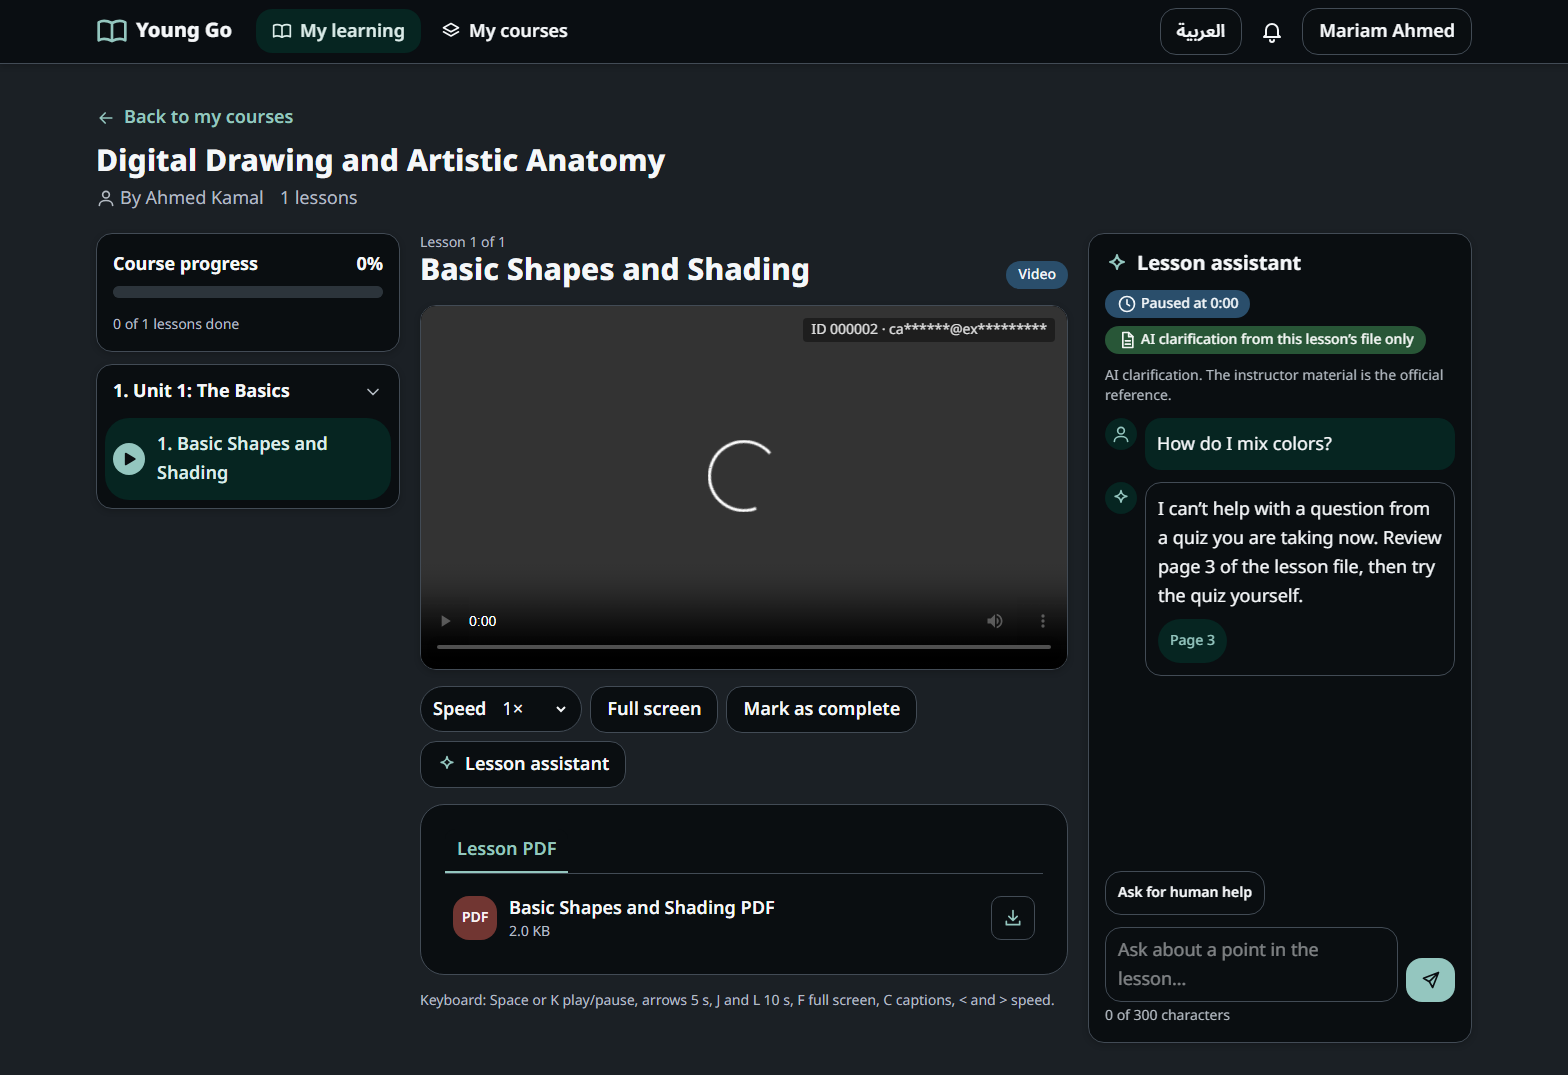 Young Go
My learning
My courses
العربية
Mariam Ahmed
Back to my courses
Digital Drawing and Artistic Anatomy
By Ahmed Kamal 1 lessons
Course progress 0%
0 of 1 lessons done
1. Unit 1: The Basics
1. Basic Shapes and
Shading
Lesson 1 of 1
Basic Shapes and Shading
Video
ID 000002 · ca******@ex*********
0:00
Speed 1×
Full screen
Mark as complete
Lesson assistant
Lesson PDF
PDF
Basic Shapes and Shading PDF
2.0 KB
Keyboard: Space or K play/pause, arrows 5 s, J and L 10 s, F full screen, C captions, < and > speed.
Lesson assistant
Paused at 0:00
AI clarification from this lesson’s file only
AI clarification. The instructor material is the official
reference.
How do I mix colors?
I can’t help with a question from
a quiz you are taking now. Review
page 3 of the lesson file, then try
the quiz yourself.
Page 3
Ask for human help
Ask about a point in the
lesson...
0 of 300 characters